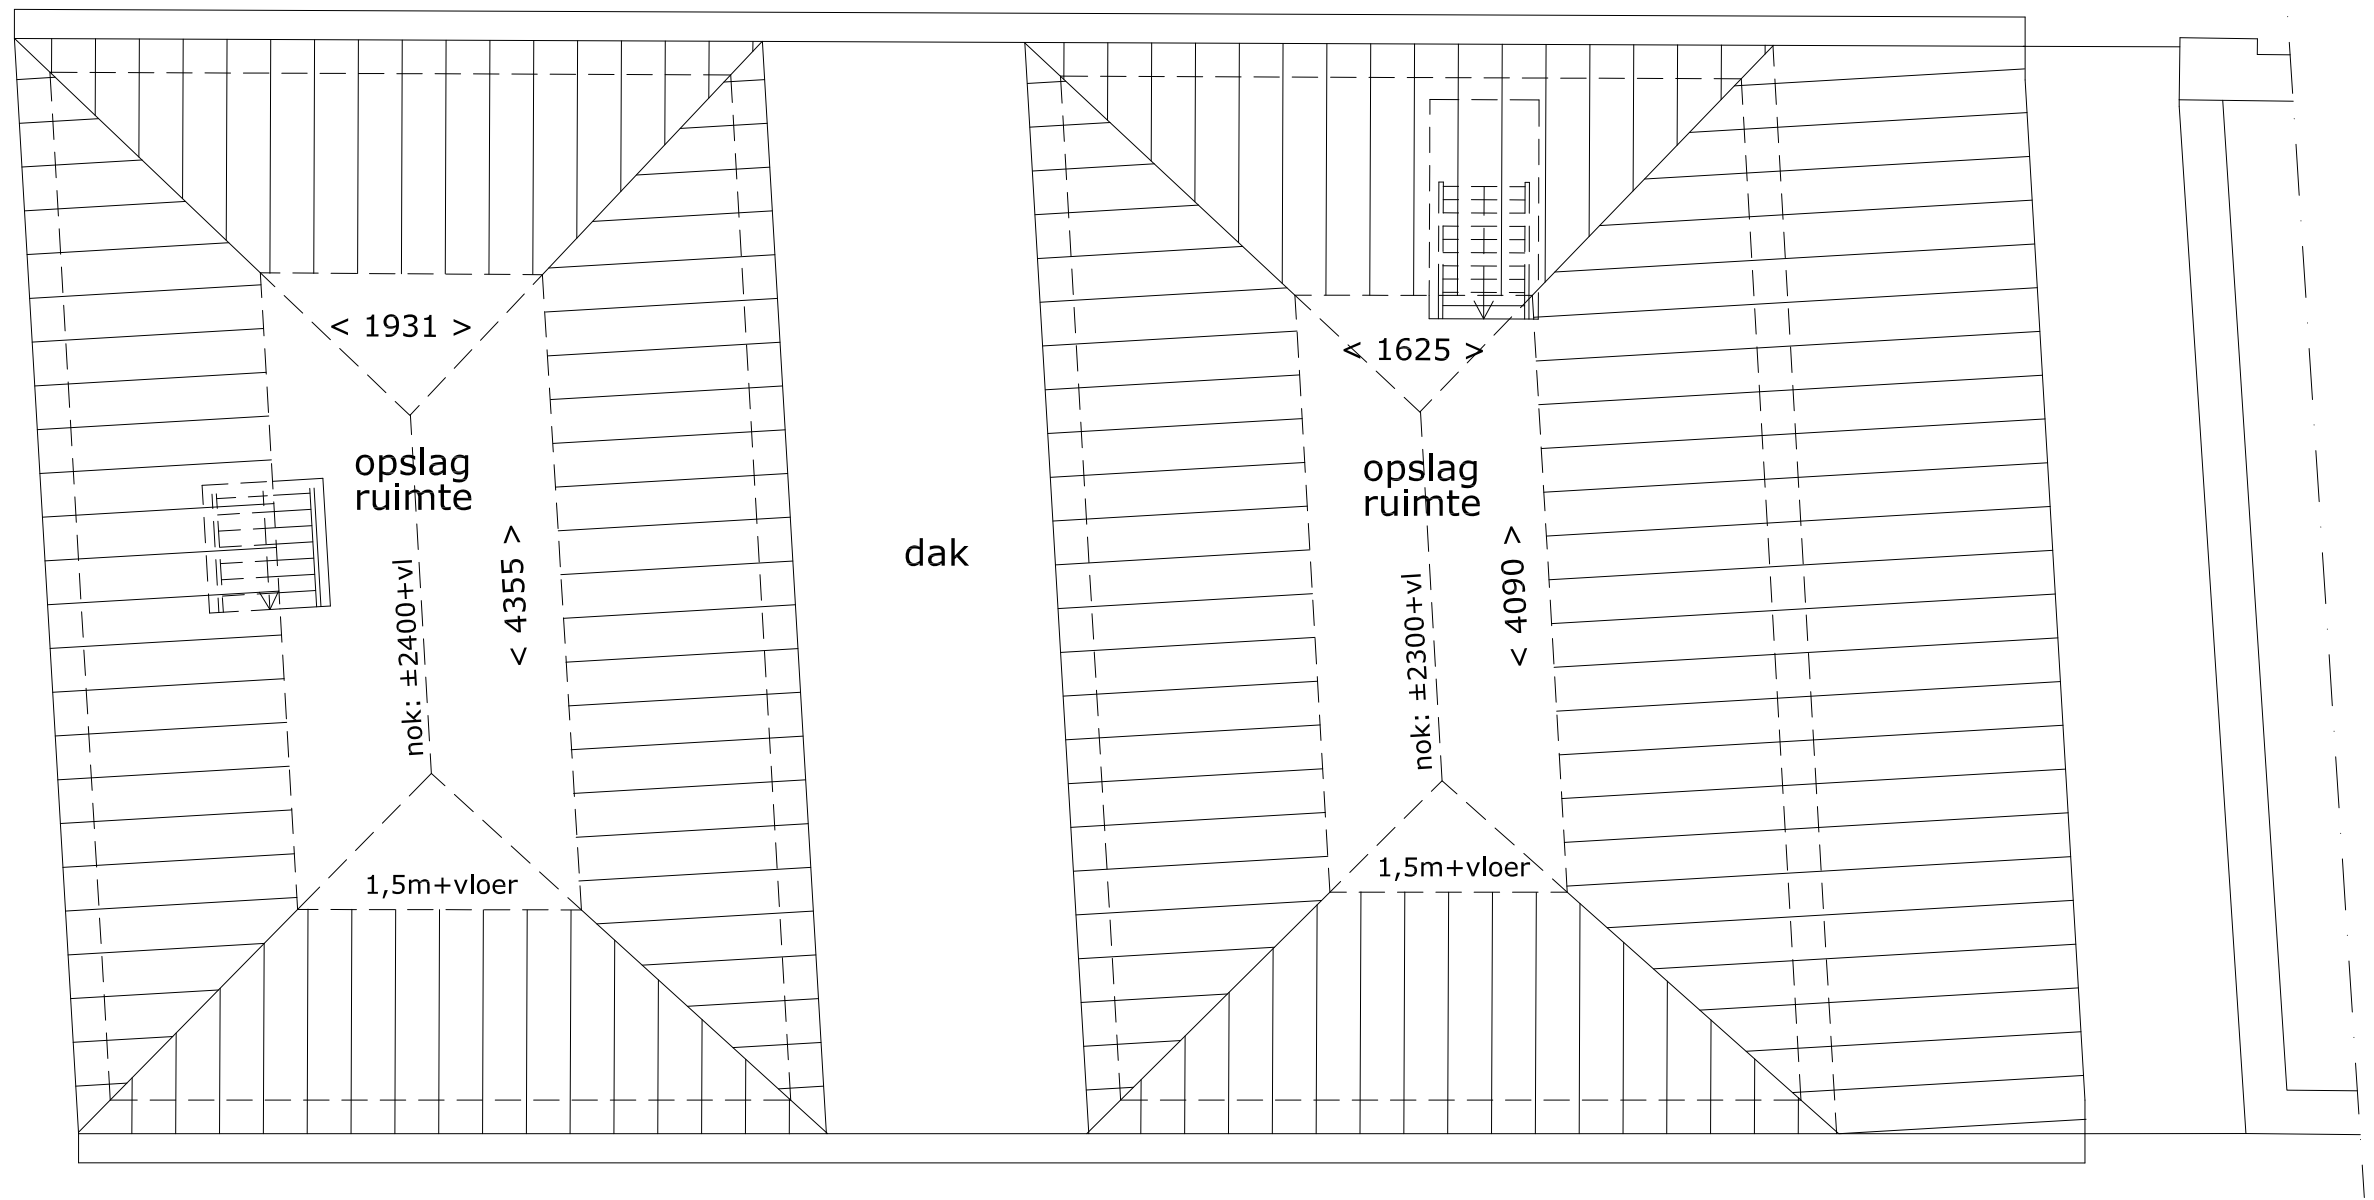 < 1931 >
opslag
ruimte
nok: ±2400+vl
< 4355 >
1,5m+vloer
dak
< 1625 >
opslag
ruimte
nok: ±2300+vl
< 4090 >
1,5m+vloer